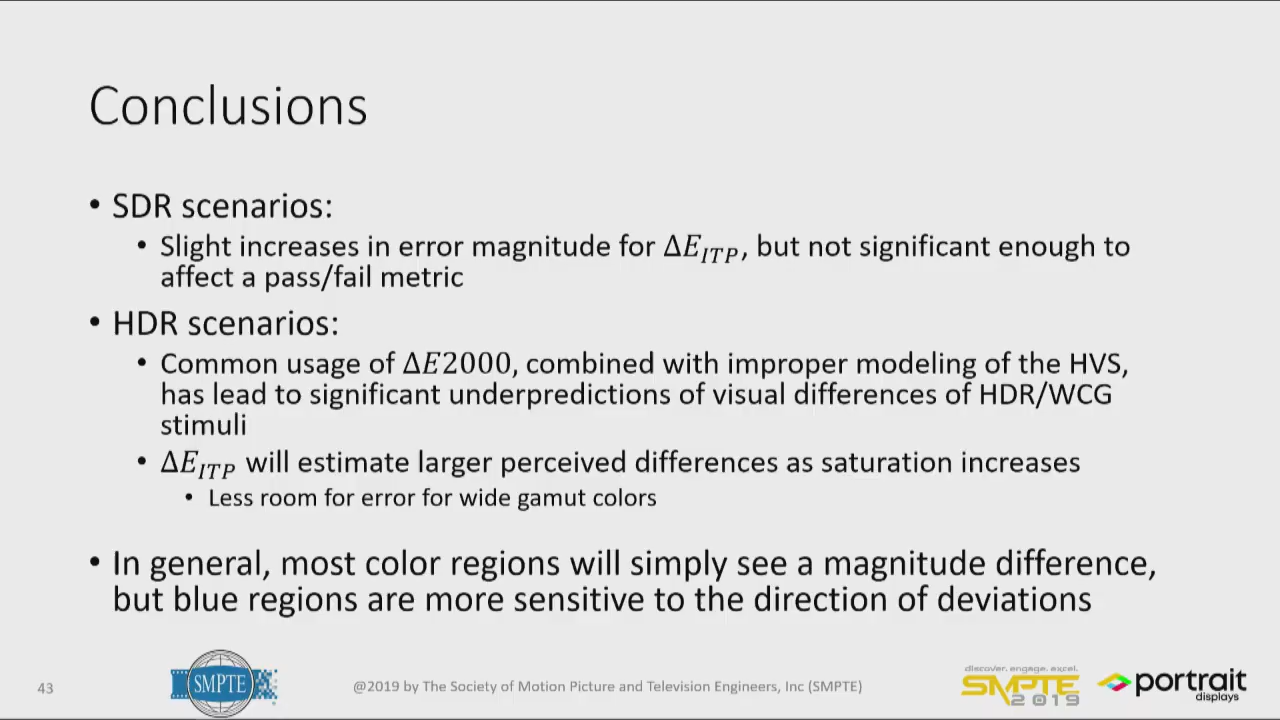 Conclusions
• SDR scenarios:
• Slight increases in error magnitude for ΔE_ITP, but not significant enough to
affect a pass/fail metric
• HDR scenarios:
• Common usage of ΔE2000, combined with improper modeling of the HVS,
has lead to significant underpredictions of visual differences of HDR/WCG
stimuli
• ΔE_ITP will estimate larger perceived differences as saturation increases
• Less room for error for wide gamut colors
• In general, most color regions will simply see a magnitude difference,
but blue regions are more sensitive to the direction of deviations
43
SMPTE
@2019 by The Society of Motion Picture and Television Engineers, Inc (SMPTE)
discover. engage. excel.
SMPTE
2019
portrait
displays